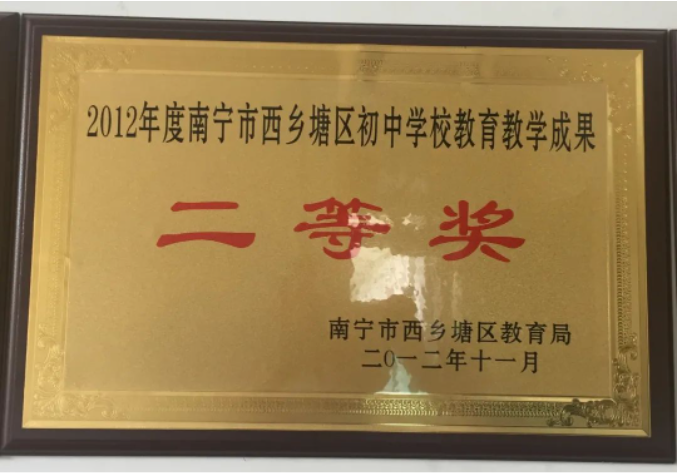 2012年度南宁市西乡塘区初中学校教育教学成果
二等奖
南宁市西乡塘区教育局
二0一二年十一月